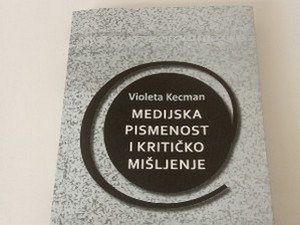 Violeta Kecman
MEDIJSKA
PISMENOST
I KRITIČKO
MIŠLJENJE